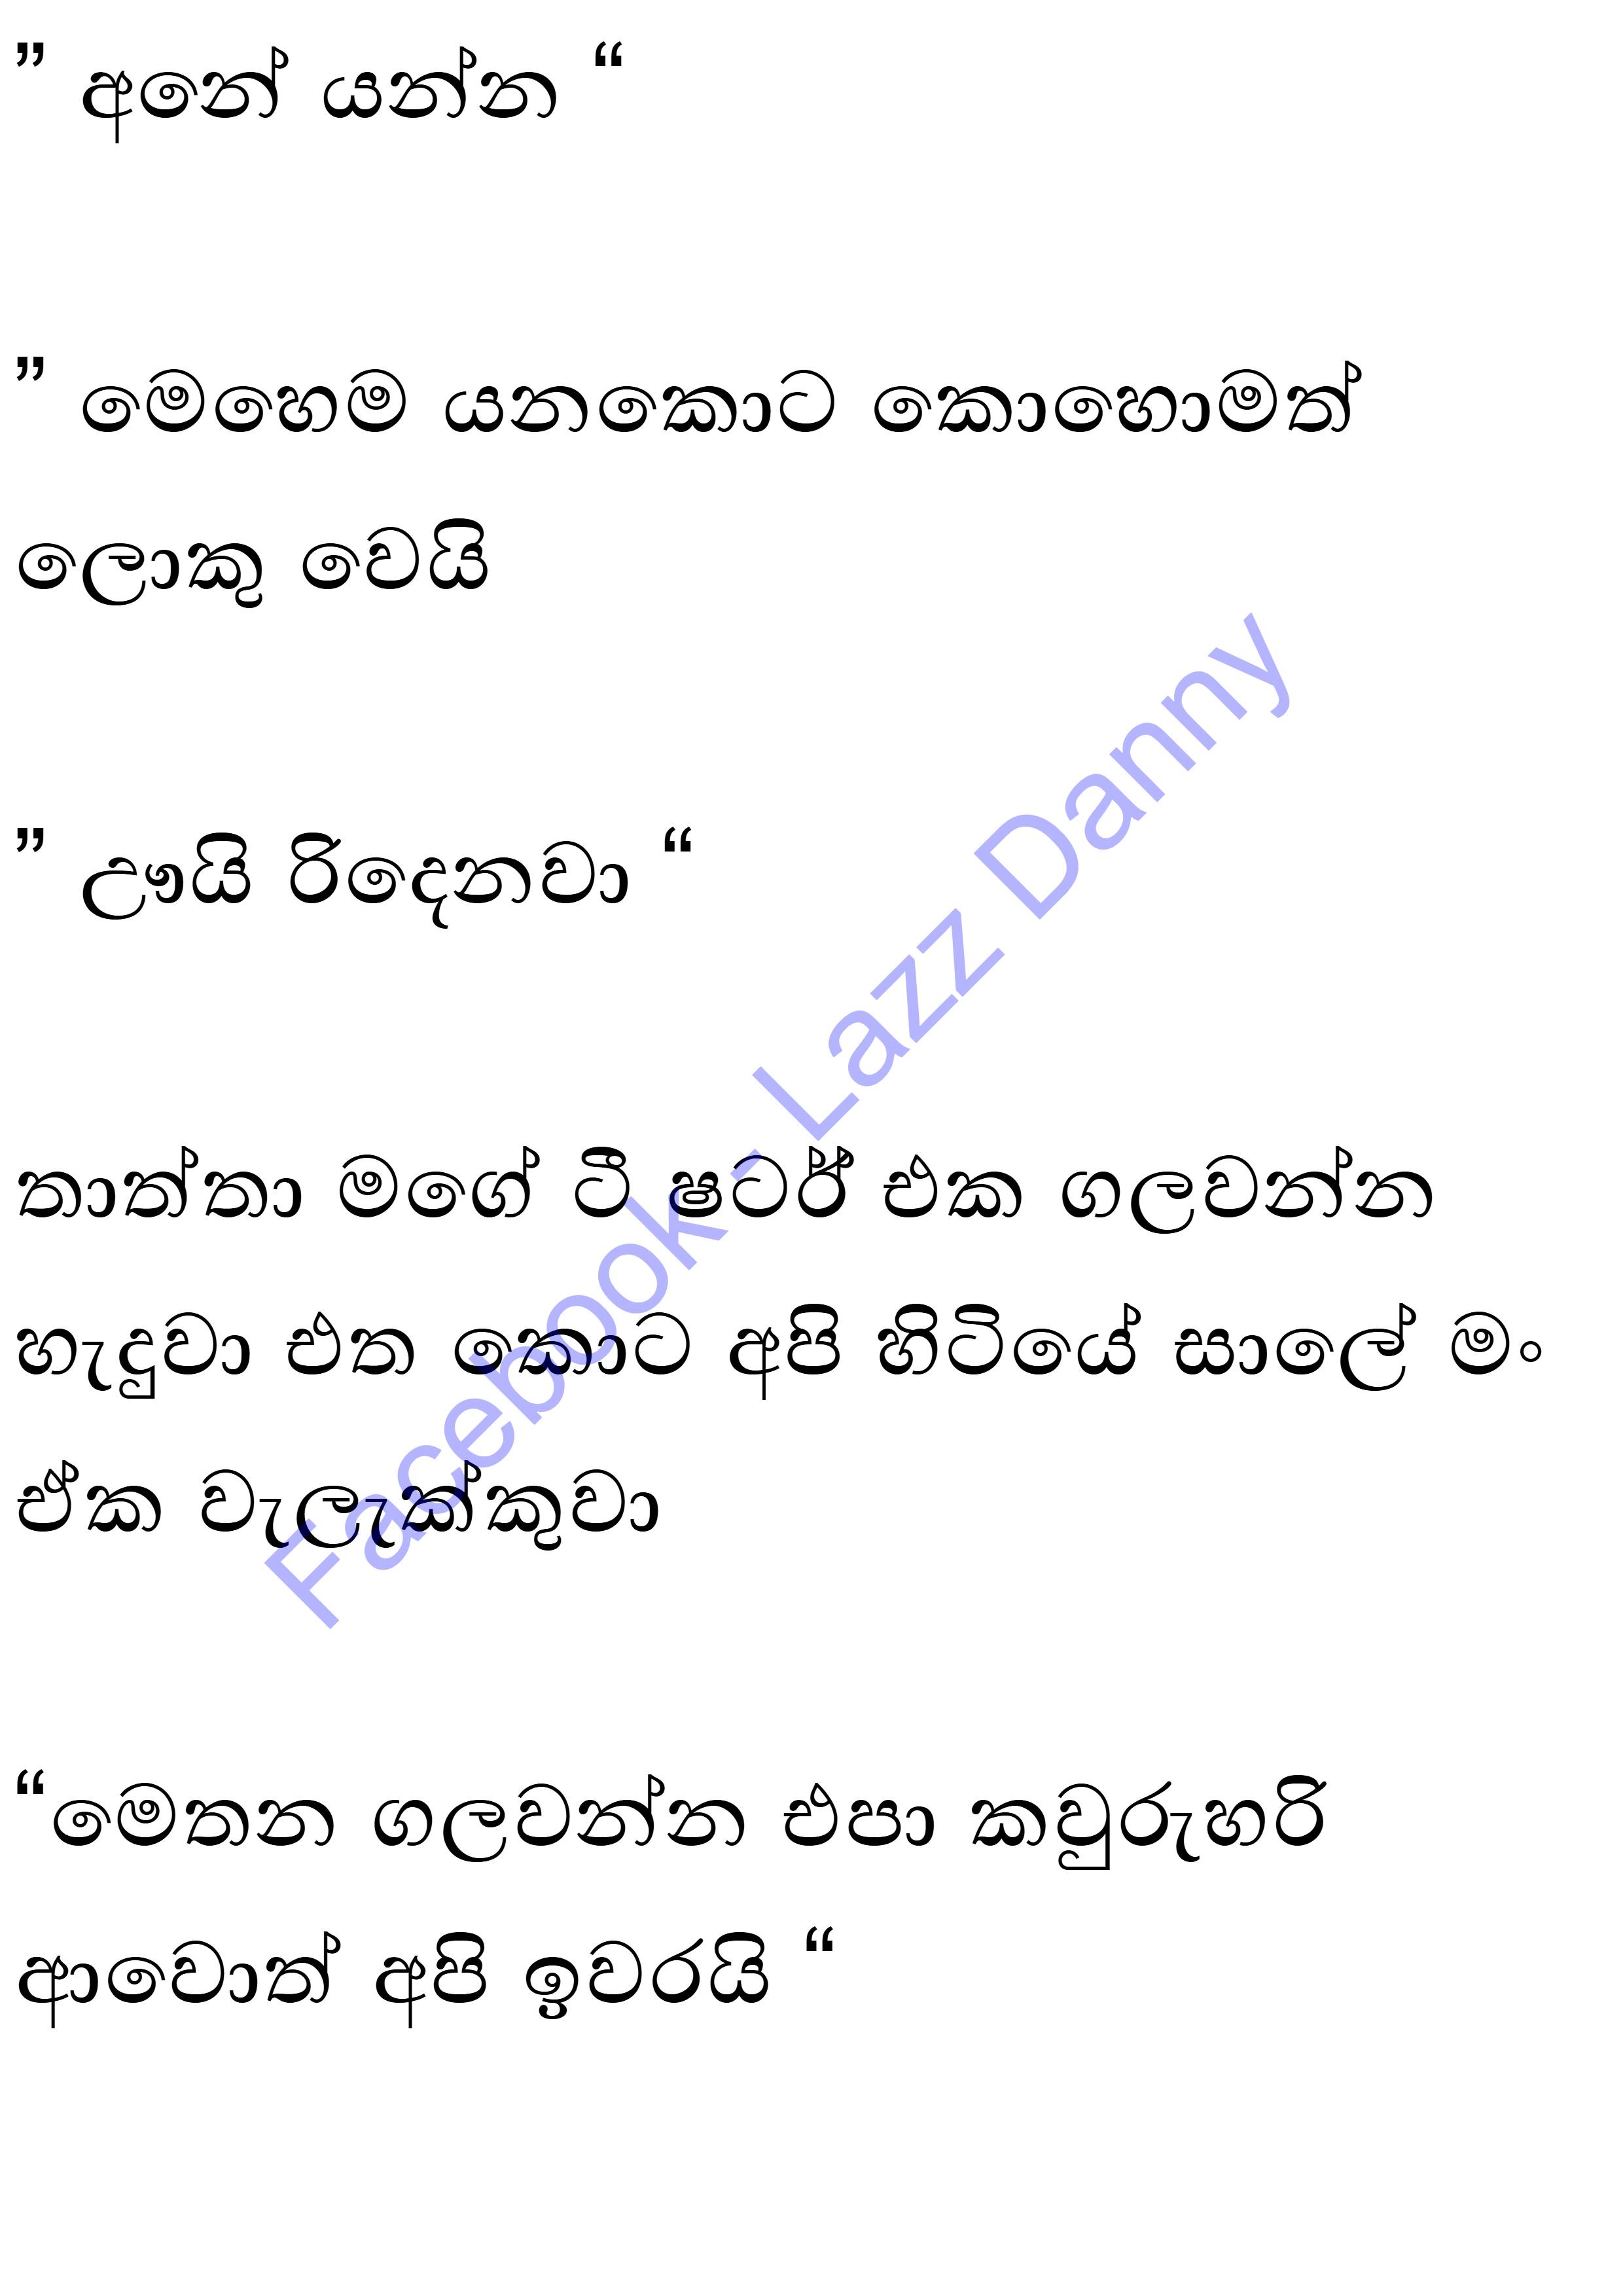 ” අනේ යන්න “
” මෙහෙම යනකොට කොහොමත්
ලොකු වෙයි
” ඌයි රිදෙනවා “
තාත්තා මගේ ටී ෂර්ට් එක ගලවන්න
හැදුවා එත කොට අපි හිටියේ සාලේ මං
ඒක වැලැක්කුවා
“මෙතන ගලවන්න එපා කවුරුහරි
ආවොත් අපි ඉවරයි “
Facebook - Lazz Danny